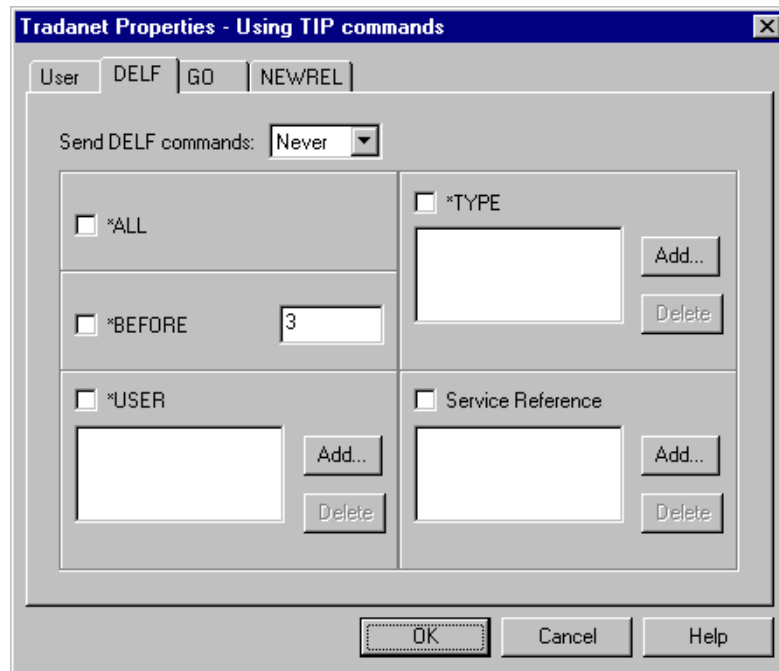 Tradanet Properties - Using TIP commands
User DELF GO NEWREL
Send DELF commands: Never
*ALL
*TYPE
Add...
Delete
*BEFORE 3
*USER
Add...
Delete
Service Reference
Add...
Delete
OK Cancel Help